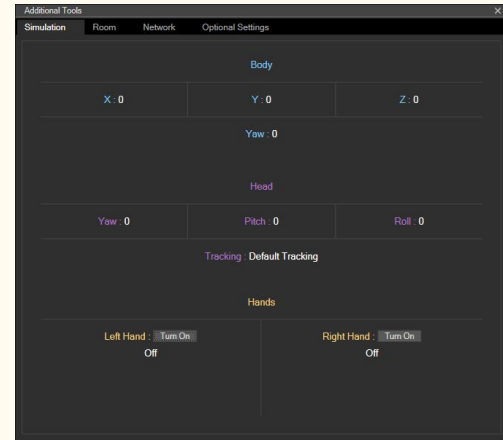 Additional Tools ×
Simulation Room Network Optional Settings
Body
X : 0 Y : 0 Z : 0
Yaw : 0
Head
Yaw : 0 Pitch : 0 Roll : 0
Tracking : Default Tracking
Hands
Left Hand : Turn On Right Hand : Turn On
Off Off